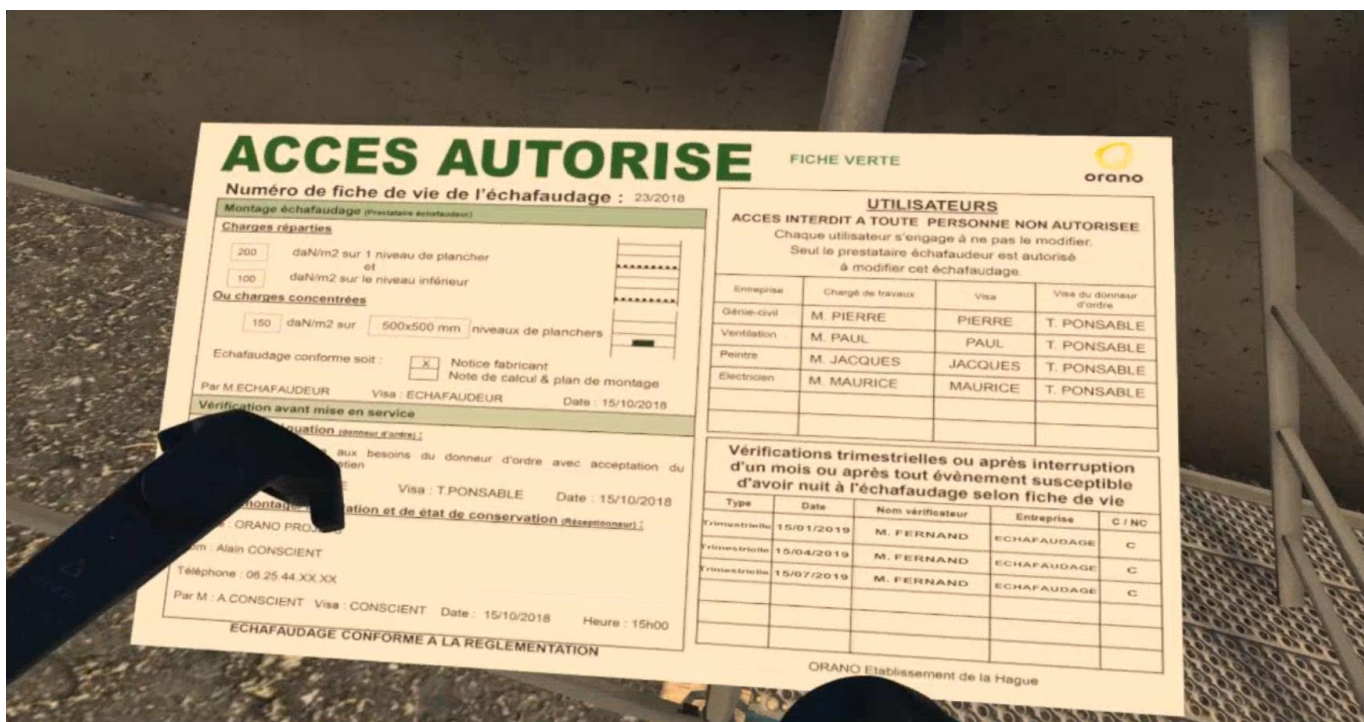 ACCES AUTORISE
FICHE VERTE
orano
Numéro de fiche de vie de l'échafaudage : 23/2018
Montage échafaudage (Prestataire échafaudeur)
Charges réparties
200 daN/m2 sur 1 niveau de plancher
et
100 daN/m2 sur le niveau inférieur
Ou charges concentrées
150 daN/m2 sur 500x500 mm niveaux de planchers
Echafaudage conforme soit : X Notice fabricant
Note de calcul & plan de montage
Par M.ECHAFAUDEUR Visa : ECHAFAUDEUR Date : 15/10/2018
Vérification avant mise en service
(donneur d'ordre) :
aux besoins du donneur d'ordre avec acceptation du
Visa : T.PONSABLE Date : 15/10/2018
et de état de conservation (Réceptionneur) :
: ORANO
: Alain CONSCIENT
Téléphone : 06.25.44.XX.XX
Par M : A.CONSCIENT Visa : CONSCIENT Date : 15/10/2018 Heure : 15h00
ECHAFAUDAGE CONFORME A LA REGLEMENTATION
UTILISATEURS
ACCES INTERDIT A TOUTE PERSONNE NON AUTORISEE
Chaque utilisateur s'engage à ne pas le modifier.
Seul le prestataire échafaudeur est autorisé
à modifier cet échafaudage.
Entreprise Chargé de travaux Visa Visa du donneur
d'ordre
Génie-civil M. PIERRE PIERRE T. PONSABLE
Ventilation M. PAUL PAUL T. PONSABLE
Peintre M. JACQUES JACQUES T. PONSABLE
Electricien M. MAURICE MAURICE T. PONSABLE
Vérifications trimestrielles ou après interruption
d'un mois ou après tout évènement susceptible
d'avoir nuit à l'échafaudage selon fiche de vie
Type Date Nom vérificateur Entreprise C / NC
Trimestrielle 15/01/2019 M. FERNAND ECHAFAUDAGE C
Trimestrielle 15/04/2019 M. FERNAND ECHAFAUDAGE C
Trimestrielle 15/07/2019 M. FERNAND ECHAFAUDAGE C
ORANO Etablissement de la Hague